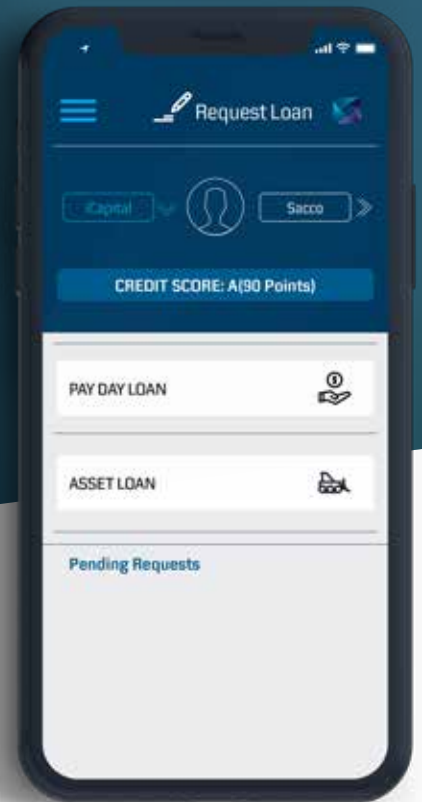 Request Loan
iCapital
Sacco
CREDIT SCORE: A(90 Points)
PAY DAY LOAN
ASSET LOAN
Pending Requests